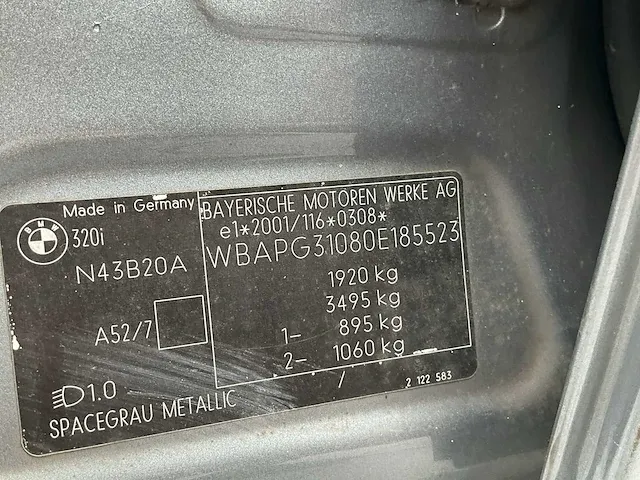 Made in Germany
BMW
320i
N43B20A
A52/7
1.0
SPACEGRAU METALLIC
BAYERISCHE MOTOREN WERKE AG
e1*2001/116*0308*
WBAPG31080E185523
1920 kg
3495 kg
1- 895 kg
2- 1060 kg
/
2 122 583